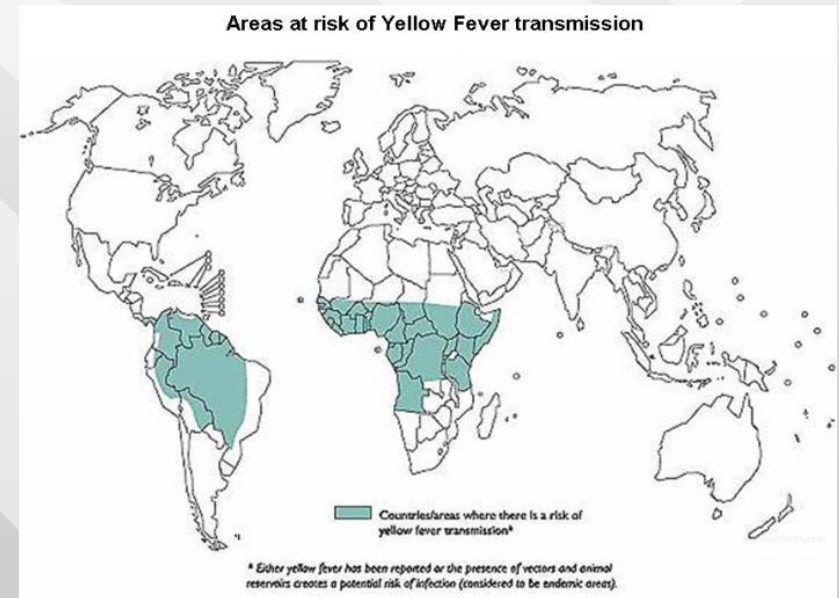 Areas at risk of Yellow Fever transmission
Countries/areas where there is a risk of
yellow fever transmission*
* Either yellow fever has been reported or the presence of vectors and animal
reservoirs creates a potential risk of infection (considered to be endemic areas).